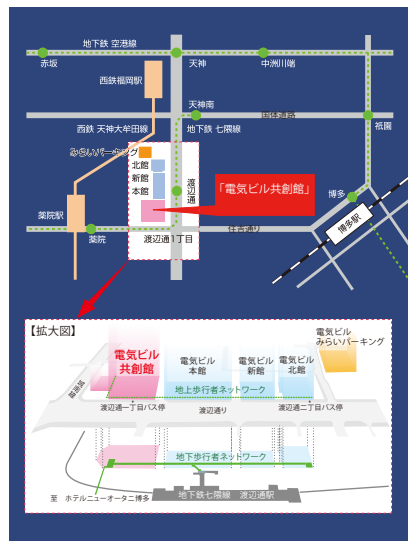 地下鉄 空港線
赤坂
天神
中洲川端
西鉄福岡駅
天神南
国体道路
西鉄 天神大牟田線
地下鉄 七隈線
祇園
みらいパーキング
北館
新館
本館
渡辺通
「電気ビル共創館」
博多
薬院駅
博多駅
薬院
渡辺通1丁目
住吉通り
【拡大図】
電気ビル
みらいパーキング
電気ビル
共創館
電気ビル
本館
電気ビル
新館
電気ビル
北館
地上歩行者ネットワーク
渡辺通一丁目バス停
渡辺通り
渡辺通二丁目バス停
地下歩行者ネットワーク
至 ホテルニューオータニ博多
地下鉄七隈線 渡辺通駅